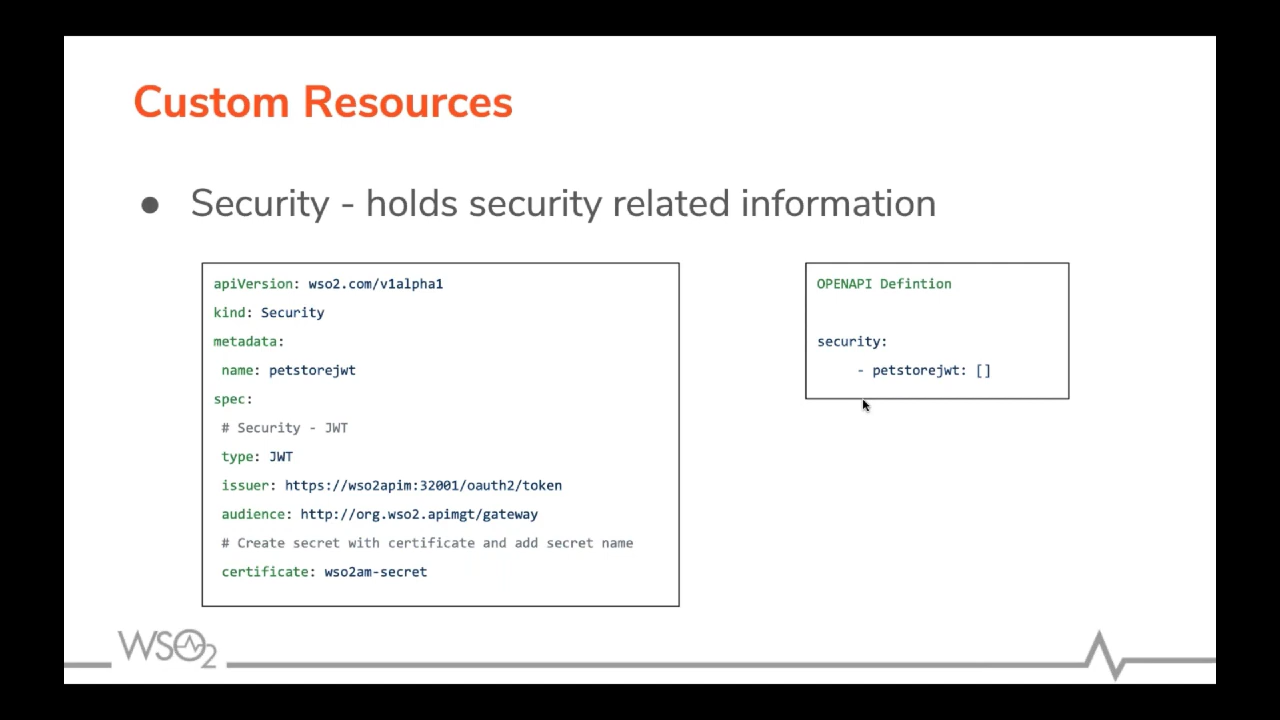 Custom Resources
● Security - holds security related information
apiVersion: wso2.com/v1alpha1
kind: Security
metadata:
name: petstorejwt
spec:
# Security - JWT
type: JWT
issuer: https://wso2apim:32001/oauth2/token
audience: http://org.wso2.apimgt/gateway
# Create secret with certificate and add secret name
certificate: wso2am-secret
OPENAPI Defintion
security:
- petstorejwt: []
WSO2